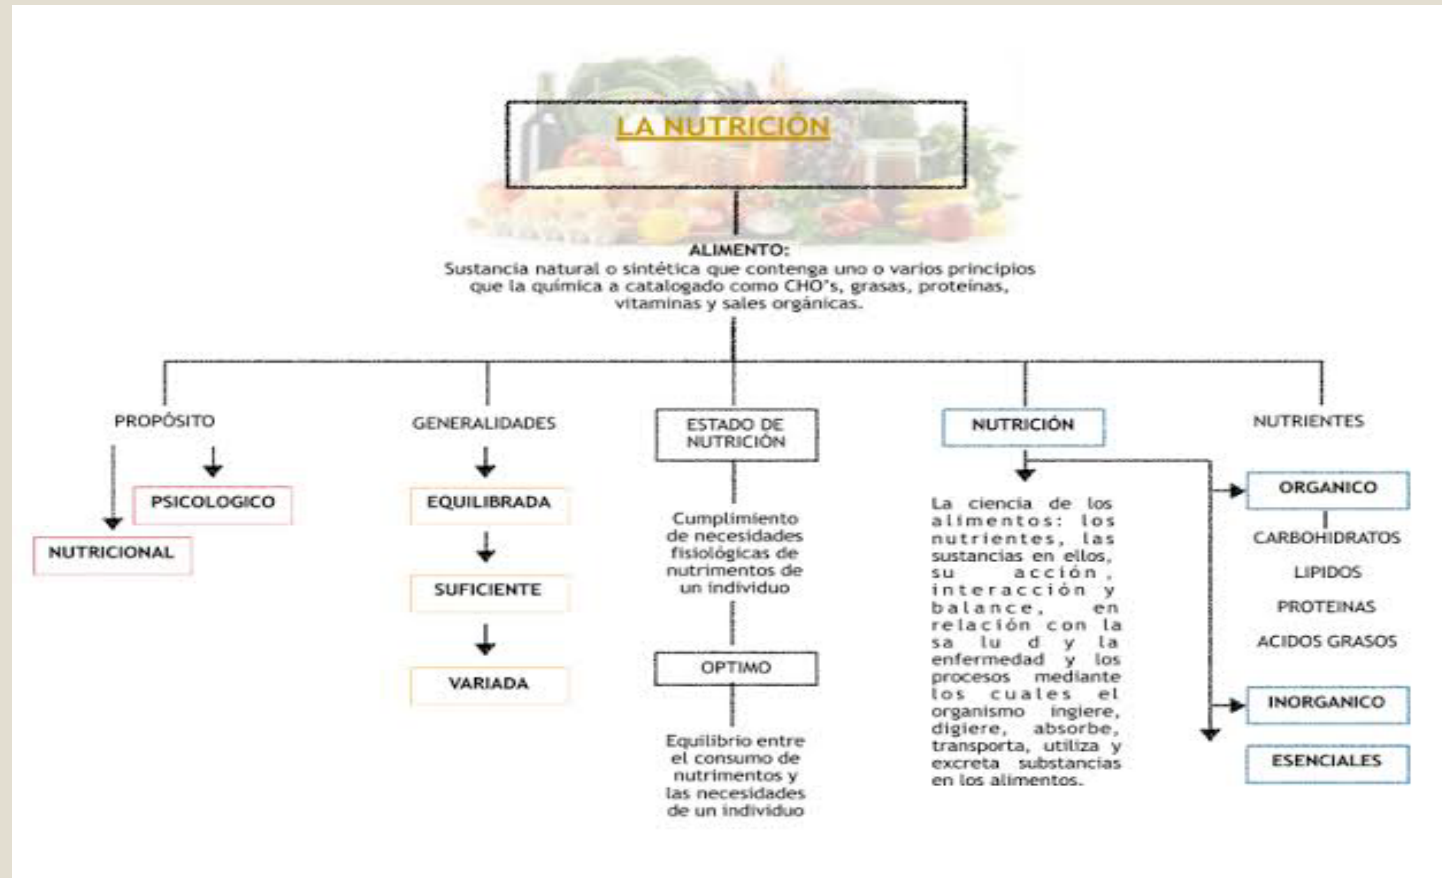 LA NUTRICIÓN
ALIMENTO:
Sustancia natural o sintética que contenga uno o varios principios
que la química a catalogado como CHO's, grasas, proteínas,
vitaminas y sales orgánicas.
PROPÓSITO
PSICOLOGICO
NUTRICIONAL
GENERALIDADES
EQUILIBRADA
SUFICIENTE
VARIADA
ESTADO DE
NUTRICIÓN
Cumplimiento
de necesidades
fisiológicas de
nutrimentos de
un individuo
OPTIMO
Equilibrio entre
el consumo de
nutrimentos y
las necesidades
de un individuo
NUTRICIÓN
La ciencia de los
alimentos: los
nutrientes, las
sustancias en ellos,
su acción,
interacción y
balance, en
relación con la
sa lu d y la
enfermedad y los
procesos mediante
los cuales el
organismo ingiere,
digiere, absorbe,
transporta, utiliza y
excreta substancias
en los alimentos.
NUTRIENTES
ORGANICO
CARBOHIDRATOS
LIPIDOS
PROTEINAS
ACIDOS GRASOS
INORGANICO
ESENCIALES